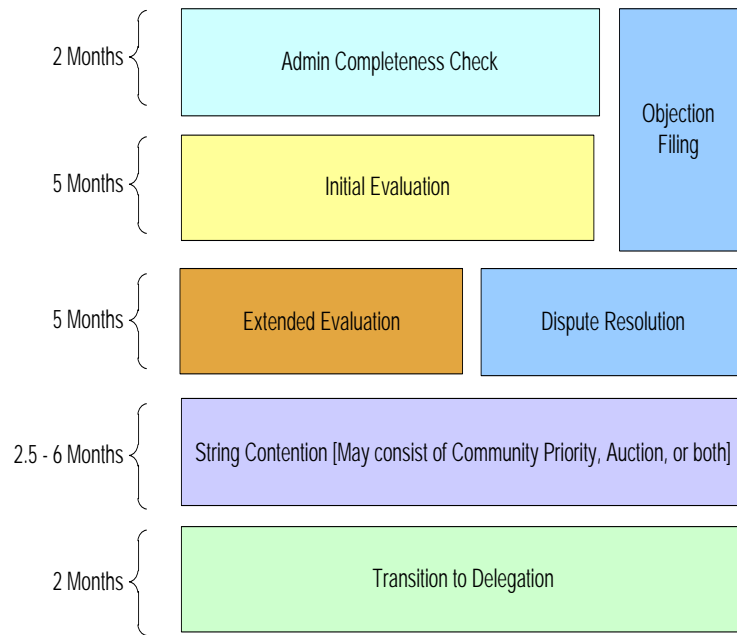 2 Months
Admin Completeness Check
Objection
Filing
5 Months
Initial Evaluation
5 Months
Extended Evaluation
Dispute Resolution
2.5 - 6 Months
String Contention [May consist of Community Priority, Auction, or both]
2 Months
Transition to Delegation